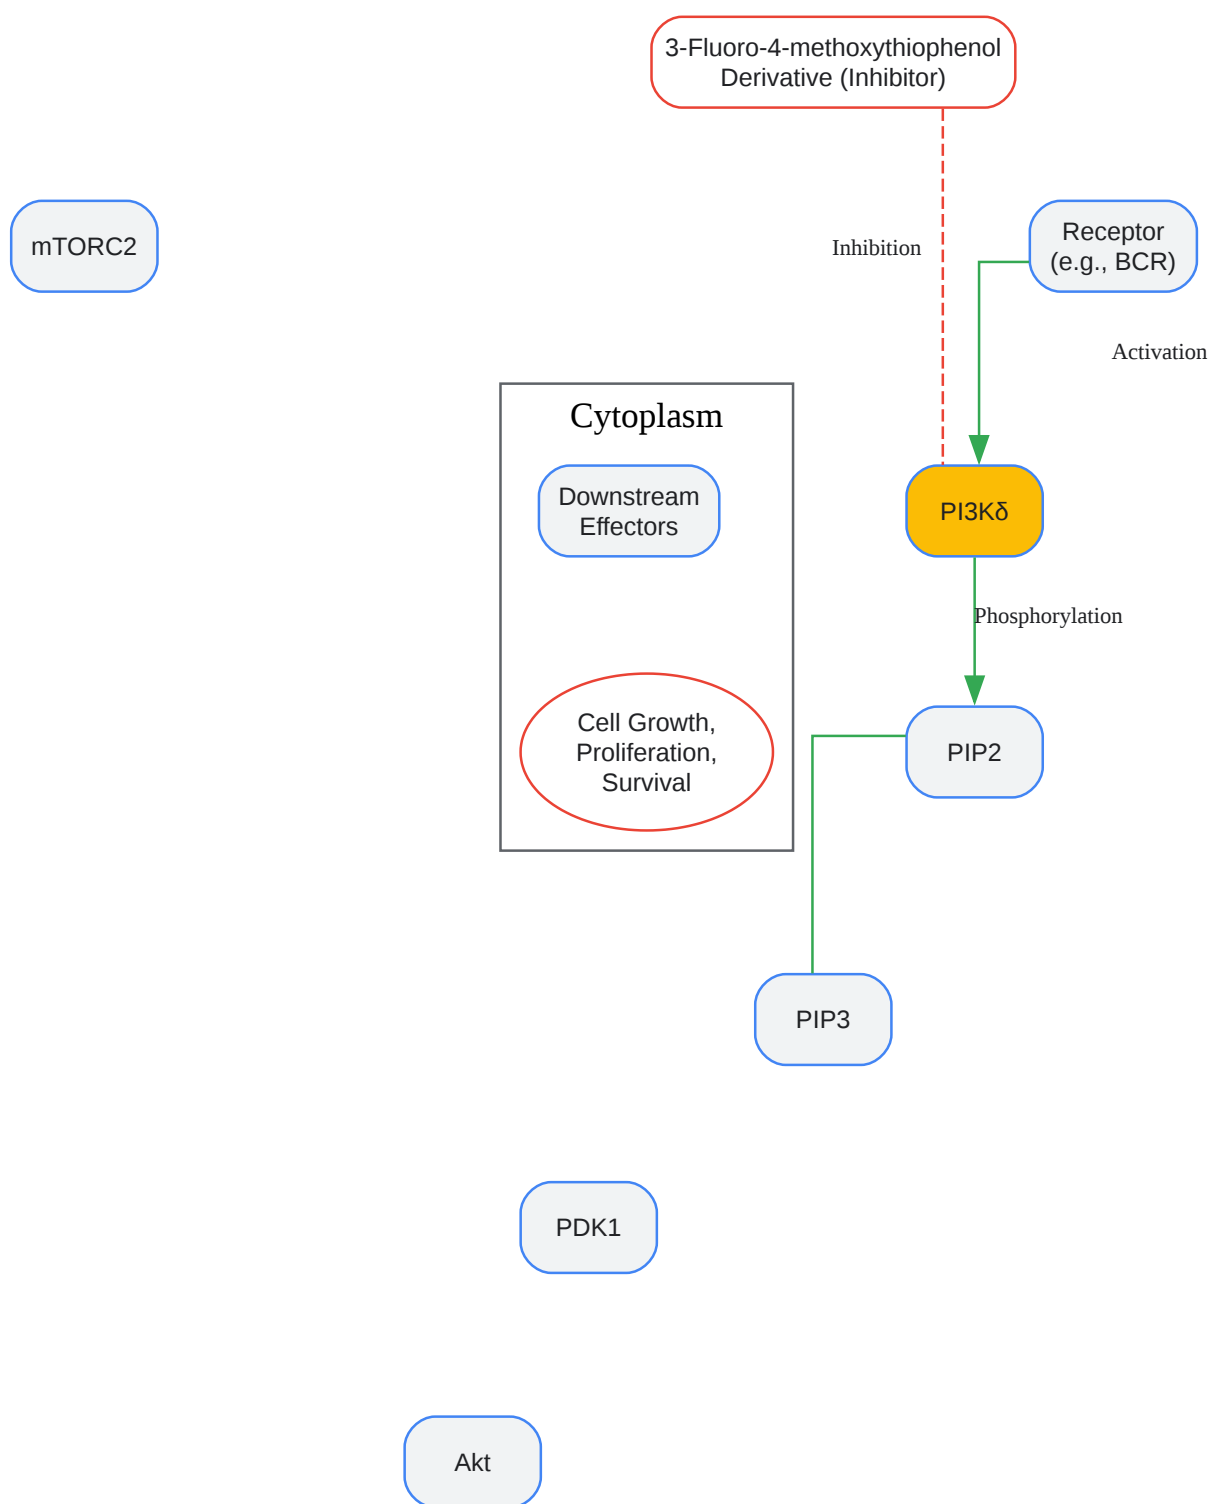 3-Fluoro-4-methoxythiophenol
Derivative (Inhibitor)
mTORC2
Inhibition
Receptor
(e.g., BCR)
Activation
Cytoplasm
Downstream
Effectors
PI3Kδ
Phosphorylation
Cell Growth,
Proliferation,
Survival
PIP2
PIP3
PDK1
Akt